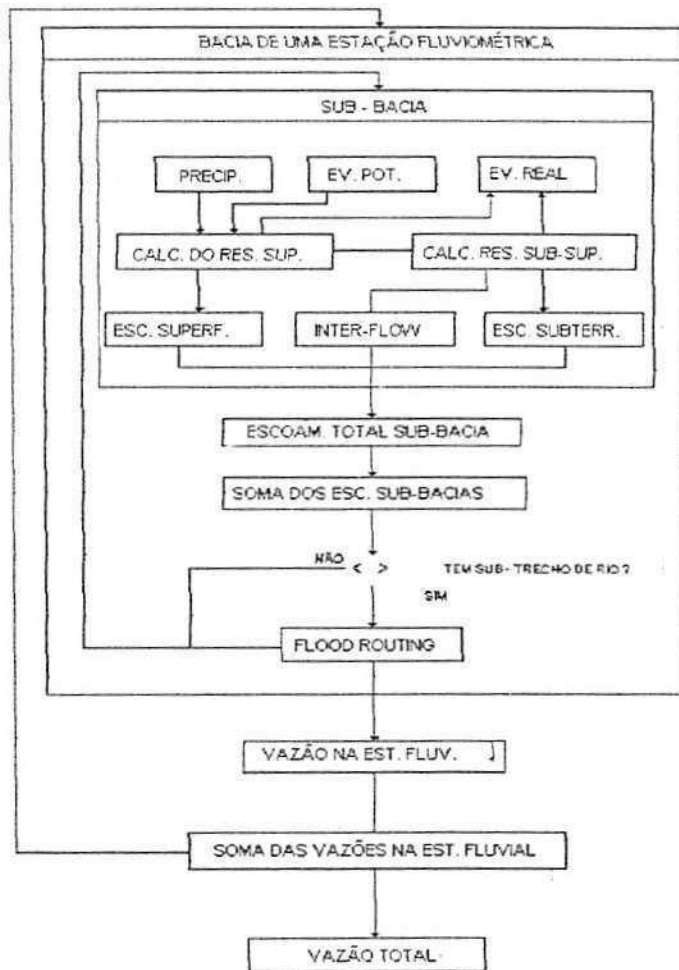 BACIA DE UMA ESTAÇÃO FLUVIOMÉTRICA
SUB - BACIA
PRECIP.
EV. POT.
EV. REAL
CALC. DO RES. SUP.
CALC. RES. SUB-SUP.
ESC. SUPERF.
INTER-FLOW
ESC. SUBTERR.
ESCOAM. TOTAL SUB-BACIA
SOMA DOS ESC. SUB-BACIAS
NÃO
< >
TEM SUB - TRECHO DE RIO ?
SIM
FLOOD ROUTING
VAZÃO NA EST. FLUV.
SOMA DAS VAZÕES NA EST. FLUVIAL
VAZÃO TOTAL